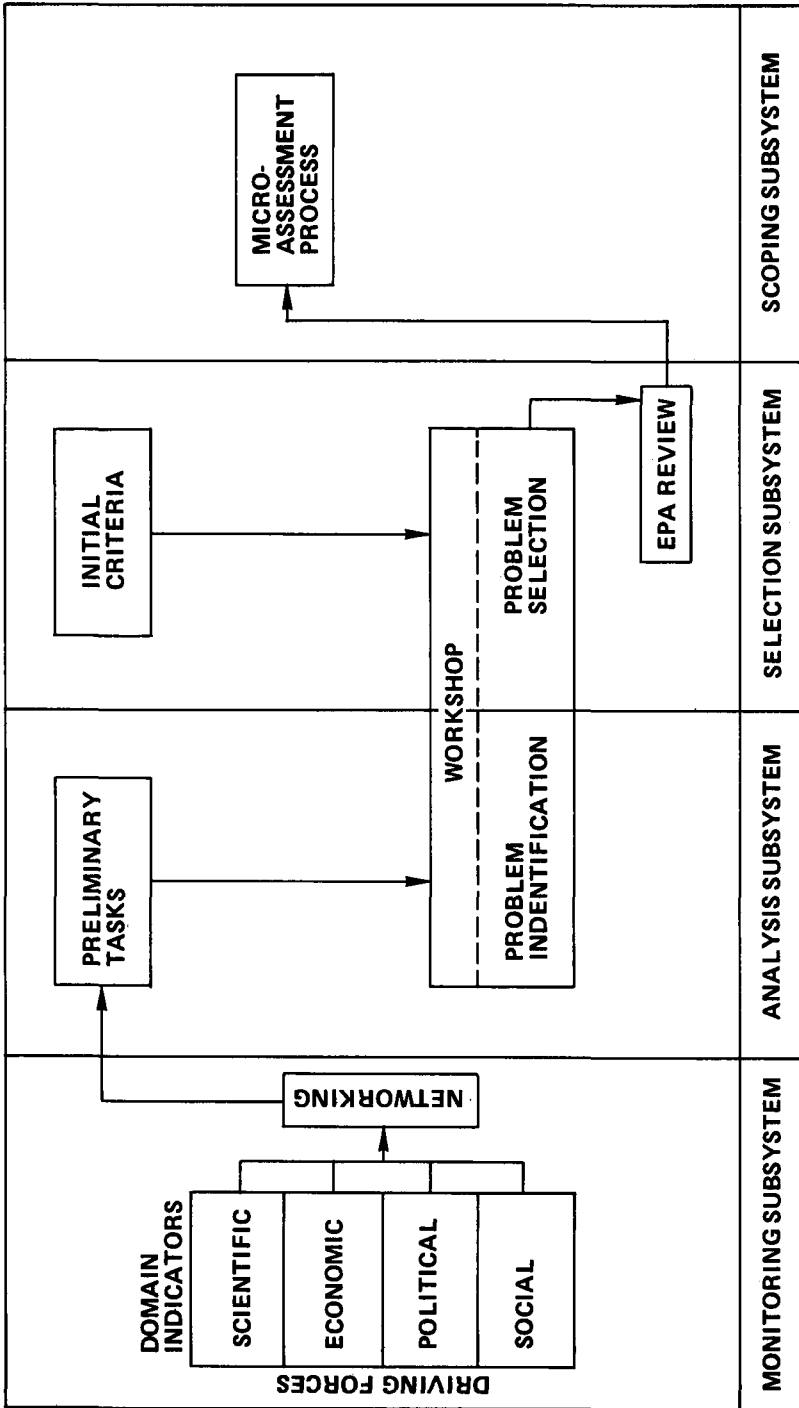 DOMAIN
INDICATORS
DRIVING FORCES
SCIENTIFIC
ECONOMIC
POLITICAL
SOCIAL
NETWORKING
MONITORING SUBSYSTEM
PRELIMINARY
TASKS
WORKSHOP
PROBLEM
INDENTIFICATION
ANALYSIS SUBSYSTEM
INITIAL
CRITERIA
PROBLEM
SELECTION
EPA REVIEW
SELECTION SUBSYSTEM
MICRO-
ASSESSMENT
PROCESS
SCOPING SUBSYSTEM